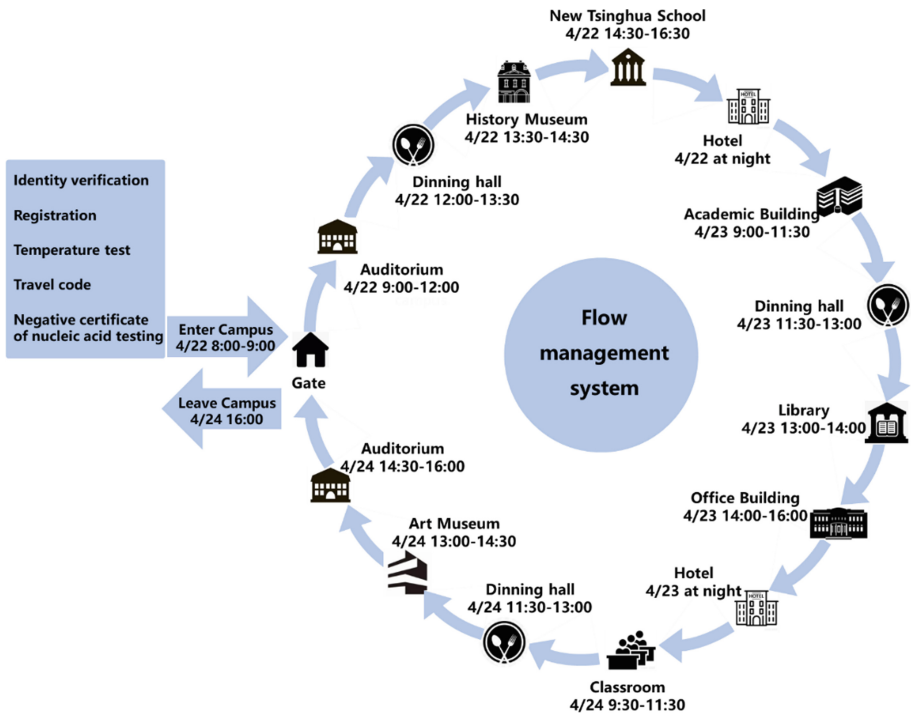 Identity verification
Registration
Temperature test
Travel code
Negative certificate
of nucleic acid testing
Enter Campus
4/22 8:00-9:00
Leave Campus
4/24 16:00
Gate
Auditorium
4/22 9:00-12:00
Dinning hall
4/22 12:00-13:30
History Museum
4/22 13:30-14:30
New Tsinghua School
4/22 14:30-16:30
HOTEL
Hotel
4/22 at night
Academic Building
4/23 9:00-11:30
Dinning hall
4/23 11:30-13:00
Library
4/23 13:00-14:00
Office Building
4/23 14:00-16:00
Hotel
4/23 at night
HOTEL
Classroom
4/24 9:30-11:30
Dinning hall
4/24 11:30-13:00
Art Museum
4/24 13:00-14:30
Auditorium
4/24 14:30-16:00
Flow
management
system